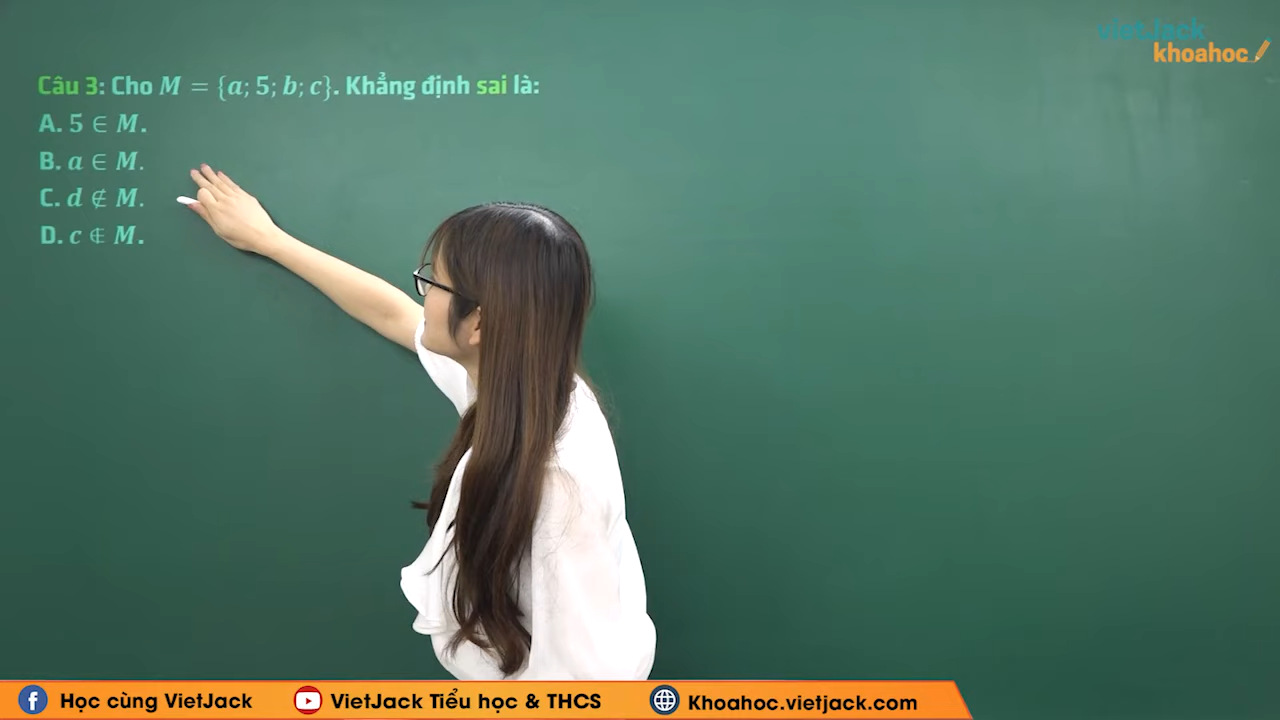 vietJack
khoahoc
Câu 3: Cho M = {a; 5; b; c}. Khẳng định sai là:
A. 5 ∈ M.
B. a ∈ M.
C. d ∉ M.
D. c ∉ M.
Học cùng VietJack
VietJack Tiểu học & THCS
Khoahoc.vietjack.com